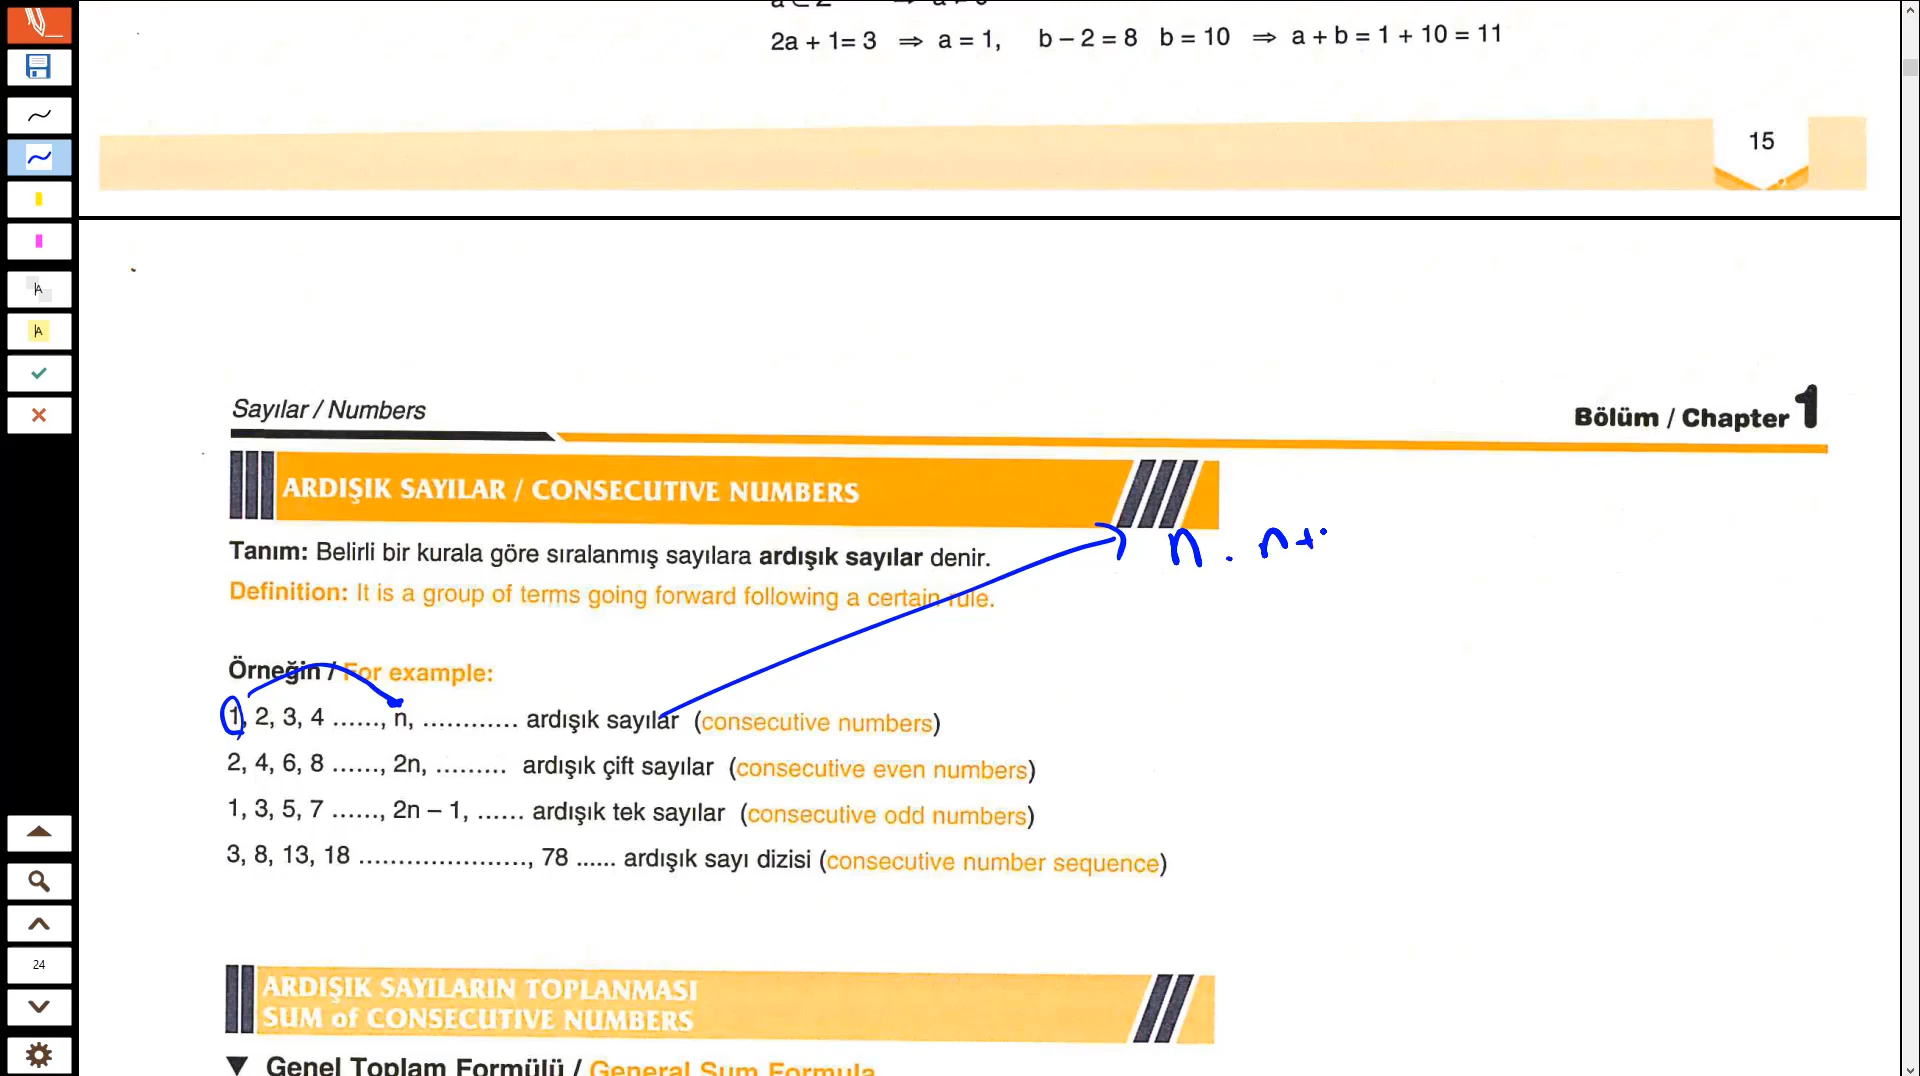 2a + 1= 3 ⇒ a = 1, b – 2 = 8 b = 10 ⇒ a + b = 1 + 10 = 11
15
Sayılar / Numbers
Bölüm / Chapter 1
ARDIŞIK SAYILAR / CONSECUTIVE NUMBERS
n . n+
Tanım: Belirli bir kurala göre sıralanmış sayılara ardışık sayılar denir.
Definition: It is a group of terms going forward following a certain rule.
Örneğin / For example:
1, 2, 3, 4 ......, n, ............ ardışık sayılar (consecutive numbers)
2, 4, 6, 8 ......, 2n, ......... ardışık çift sayılar (consecutive even numbers)
1, 3, 5, 7 ......, 2n – 1, ...... ardışık tek sayılar (consecutive odd numbers)
3, 8, 13, 18 ....................., 78 ...... ardışık sayı dizisi (consecutive number sequence)
24
ARDIŞIK SAYILARIN TOPLANMASI
SUM of CONSECUTIVE NUMBERS
▼ Genel Toplam Formülü / General Sum Formula